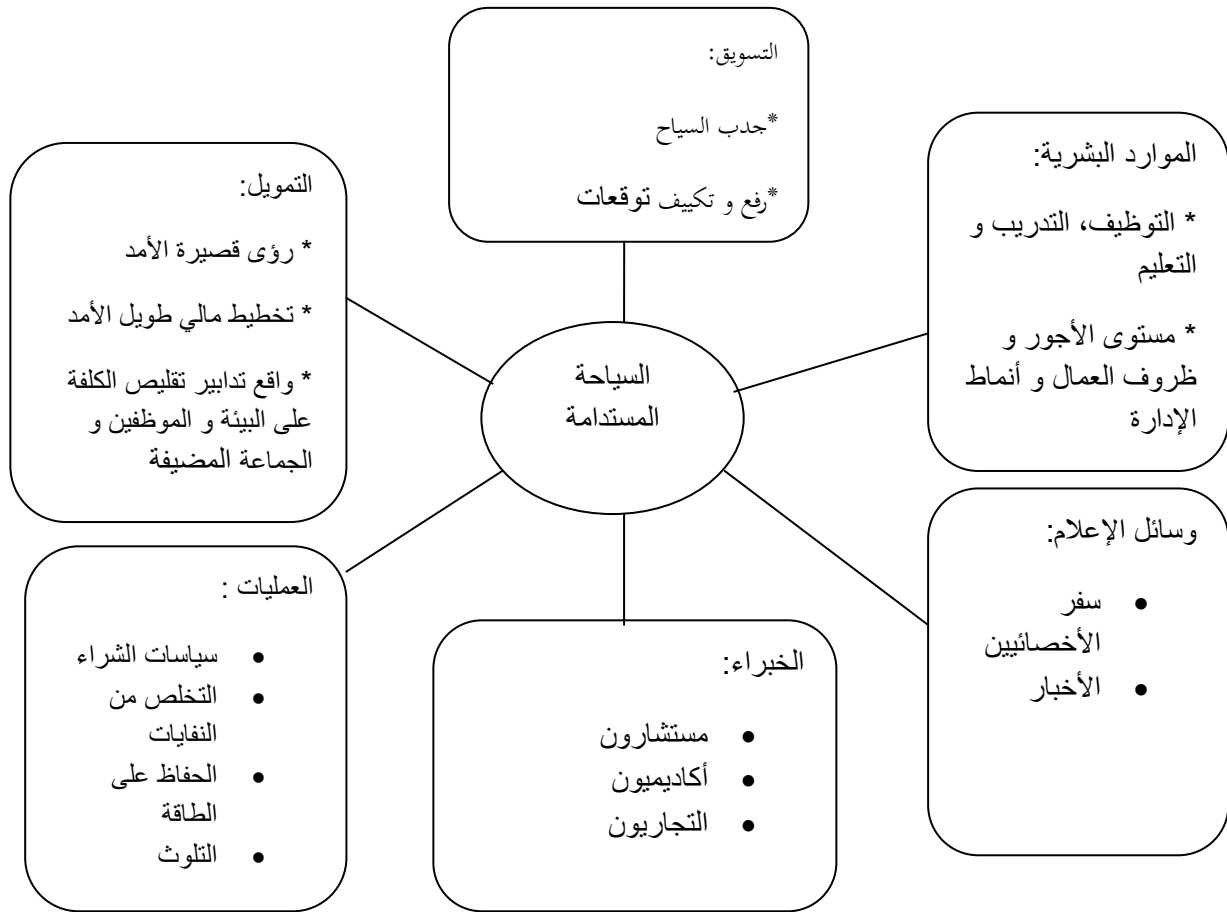 التسويق:
*جدب السياح
*رفع و تكييف توقعات
الموارد البشرية:
* التوظيف، التدريب و
التعليم
* مستوى الأجور و
ظروف العمال و أنماط
الإدارة
التمويل:
* رؤى قصيرة الأمد
* تخطيط مالي طويل الأمد
* واقع تدابير تقليص الكلفة
على البيئة و الموظفين و
الجماعة المضيفة
السياحة
المستدامة
وسائل الإعلام:
• سفر
الأخصائيين
• الأخبار
الخبراء:
• مستشارون
• أكاديميون
• التجاريون
العمليات :
• سياسات الشراء
• التخلص من
النفايات
• الحفاظ على
الطاقة
• التلوث